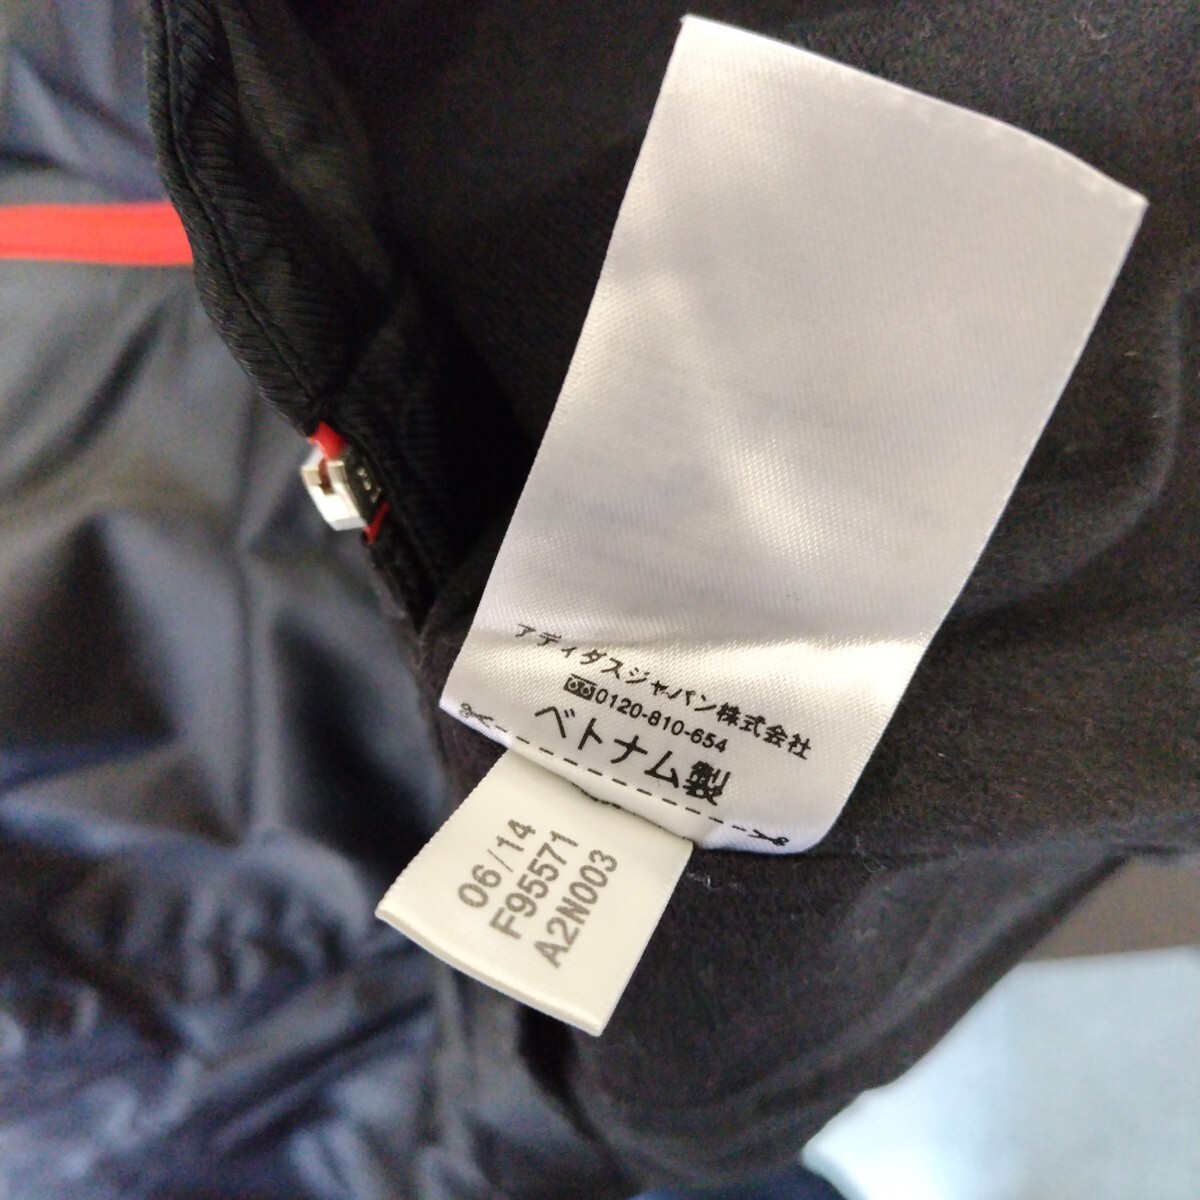 アディダスジャパン株式会社
0120-810-654
ベトナム製
06/14
F95571
A2N003